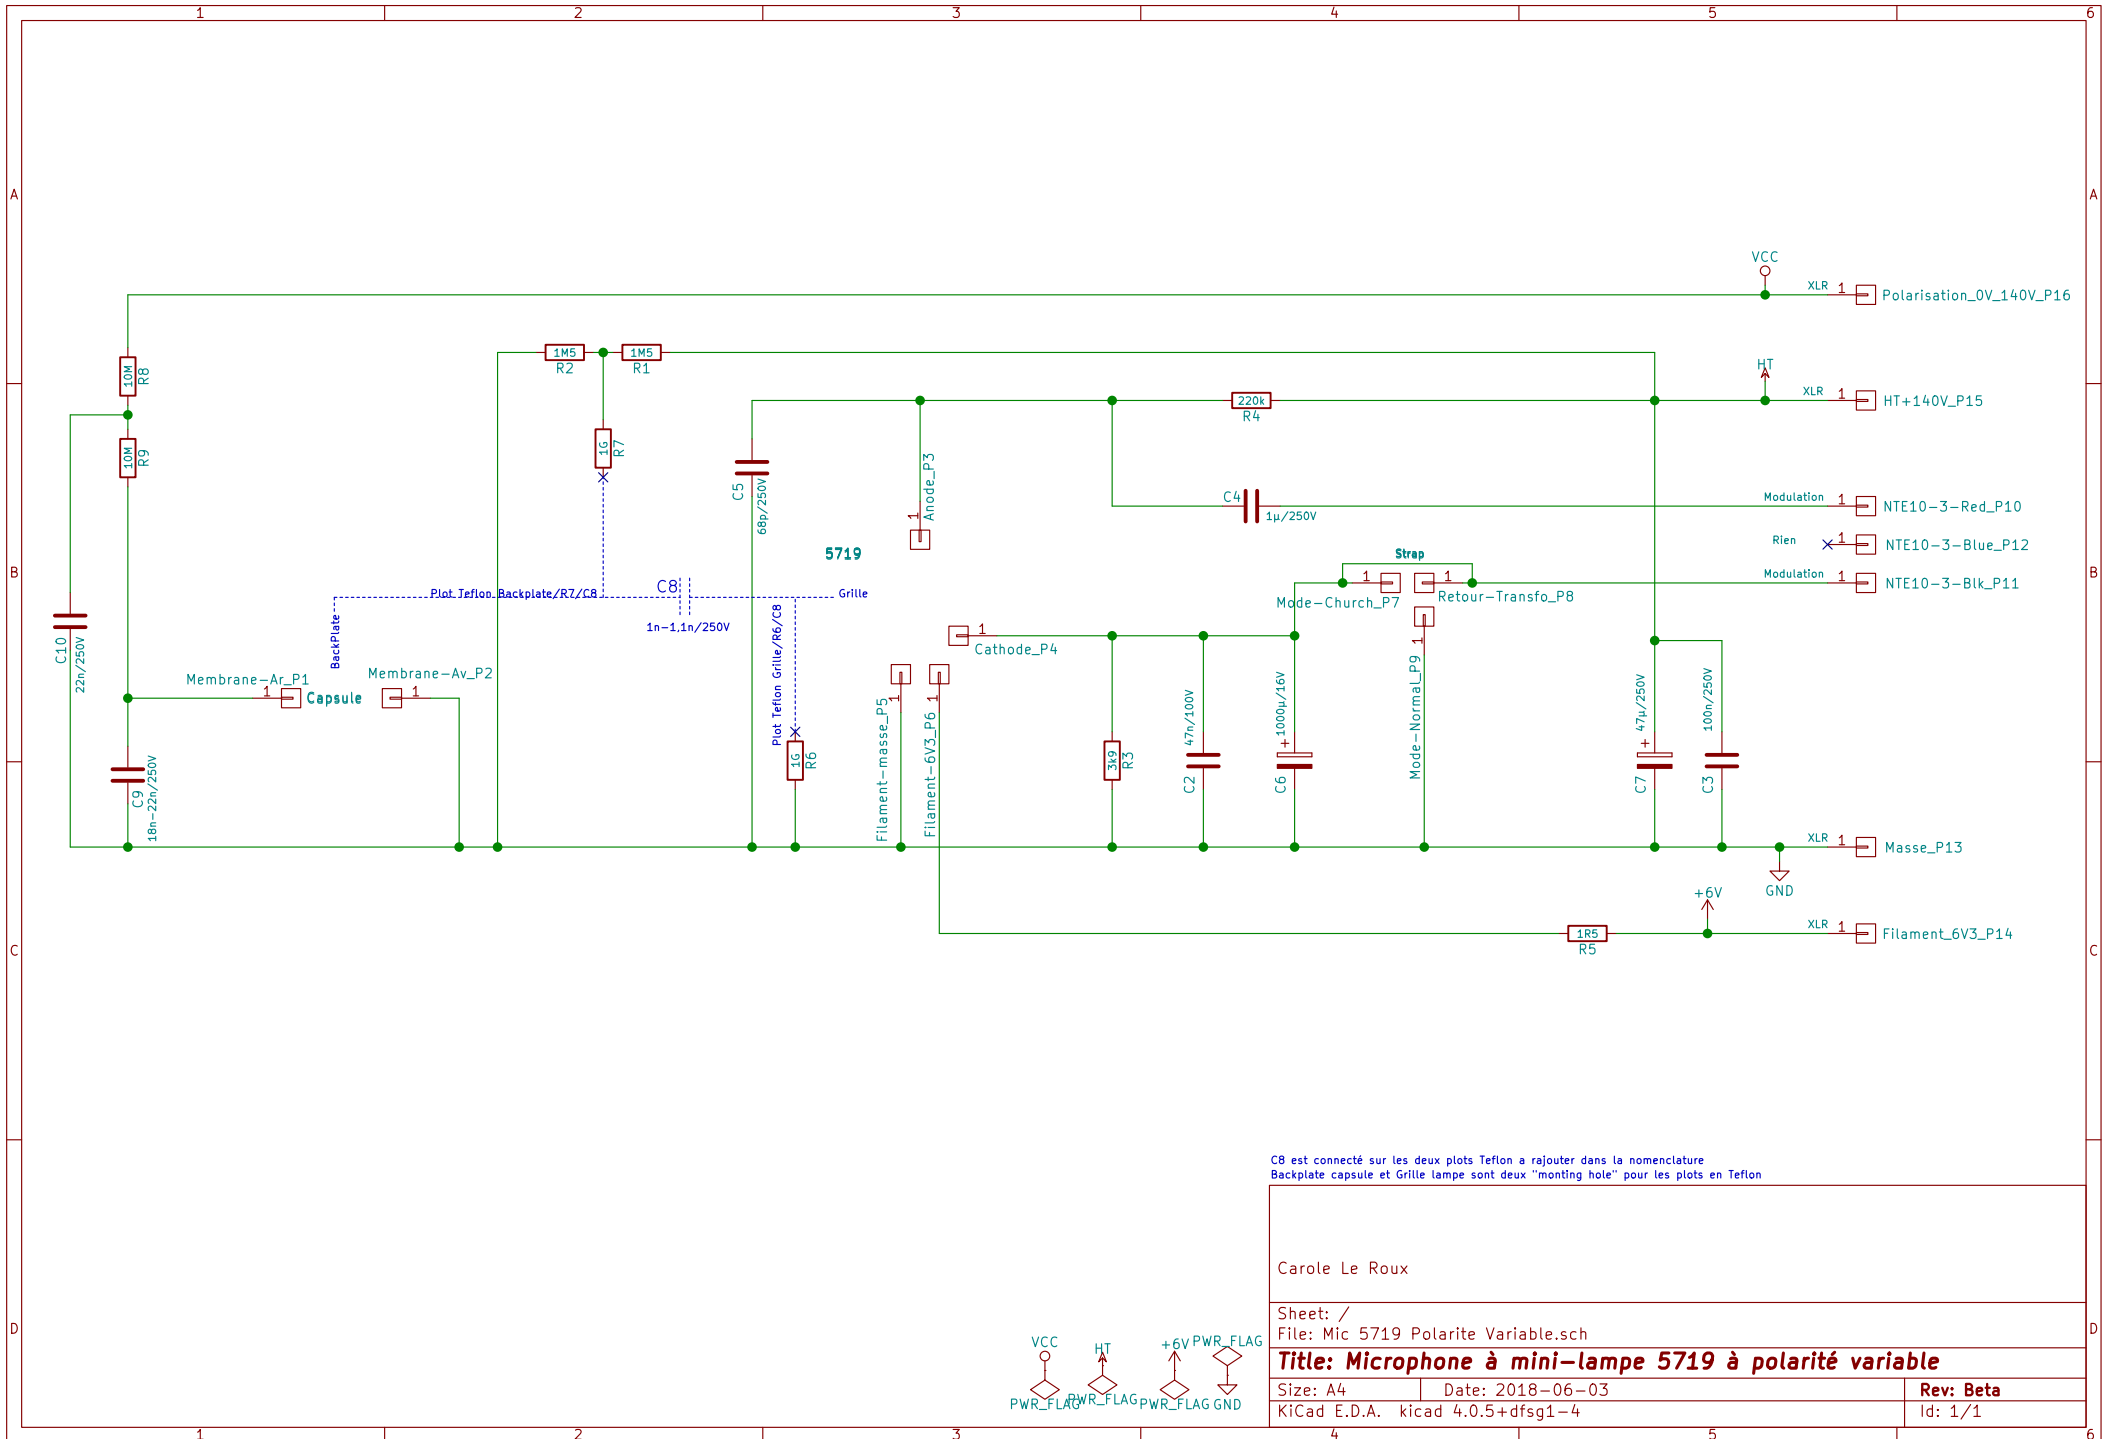 1 2 3 4 5 6
A A
VCC
XLR 1 Polarisation_0V_140V_P16
1M5 1M5
R2 R1
HT
10M R8
XLR 1 HT+140V_P15
220k
R4
10M R9
1G R7
C5 68p/250V
1 Anode_P3
C4
1µ/250V
Modulation 1 NTE10-3-Red_P10
Rien 1 NTE10-3-Blue_P12
5719
Strap
B B
Modulation 1 NTE10-3-Blk_P11
1 1
Mode-Church_P7 Retour-Transfo_P8
C8
Plot Teflon Backplate/R7/C8 Grille
1n-1,1n/250V
BackPlate
Plot Teflon Grille/R6/C8
C10 22n/250V
1
Cathode_P4
Membrane-Ar_P1 Membrane-Av_P2
1 Capsule 1
1 Filament-masse_P5
1 Filament-6V3_P6
1 Mode-Normal_P9
1G R6
3k9 R3
C2 47n/100V
C6 + 1000µ/16V
C7 + 47µ/250V
C3 100n/250V
C9 18n-22n/250V
XLR 1 Masse_P13
GND
+6V
XLR 1 Filament_6V3_P14
1R5
R5
C C
C8 est connecté sur les deux plots Teflon a rajouter dans la nomenclature
Backplate capsule et Grille lampe sont deux "monting hole" pour les plots en Teflon
Carole Le Roux
Sheet: /
File: Mic 5719 Polarite Variable.sch
D D
VCC HT +6V PWR_FLAG
PWR_FLAG PWR_FLAG PWR_FLAG GND
Title: Microphone à mini-lampe 5719 à polarité variable
Size: A4 Date: 2018-06-03 Rev: Beta
KiCad E.D.A. kicad 4.0.5+dfsg1-4 Id: 1/1
1 2 3 4 5 6